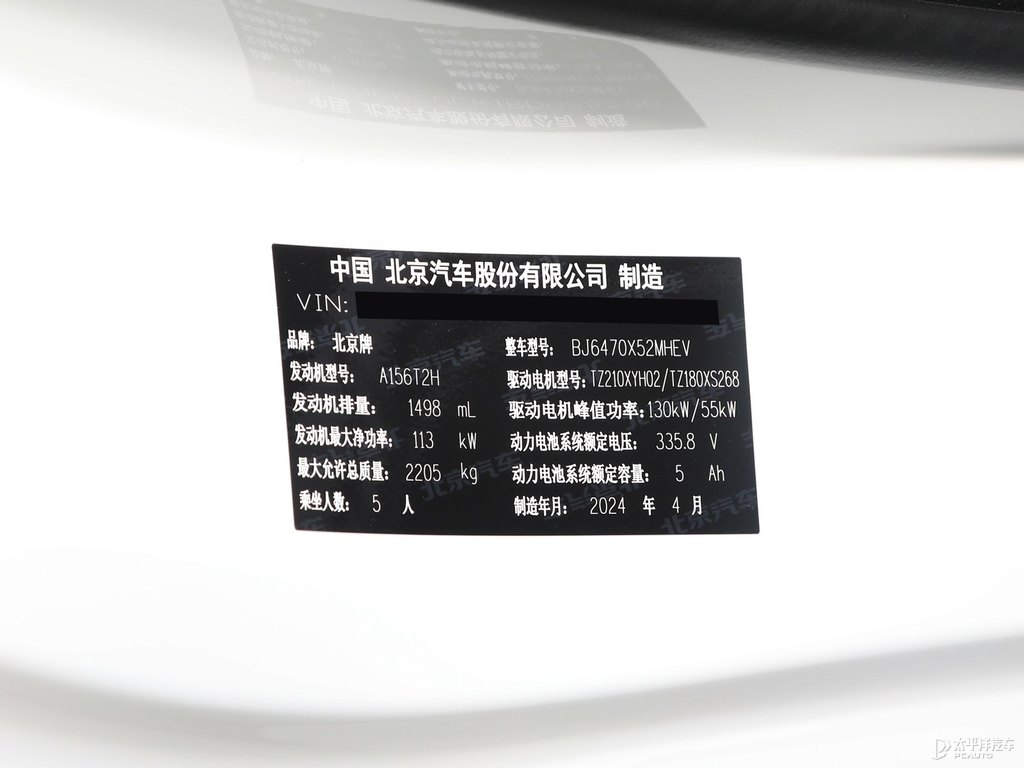 中国 北京汽车股份有限公司 制造
VIN:
品牌: 北京牌 整车型号: BJ6470X52MHEV
发动机型号: A156T2H 驱动电机型号: TZ210XYH02/TZ180XS268
发动机排量: 1498 mL 驱动电机峰值功率: 130kW/55kW
发动机最大净功率: 113 kW 动力电池系统额定电压: 335.8 V
最大允许总质量: 2205 kg 动力电池系统额定容量: 5 Ah
乘坐人数: 5 人 制造年月: 2024 年 4 月
太平洋汽车
PCAUTO